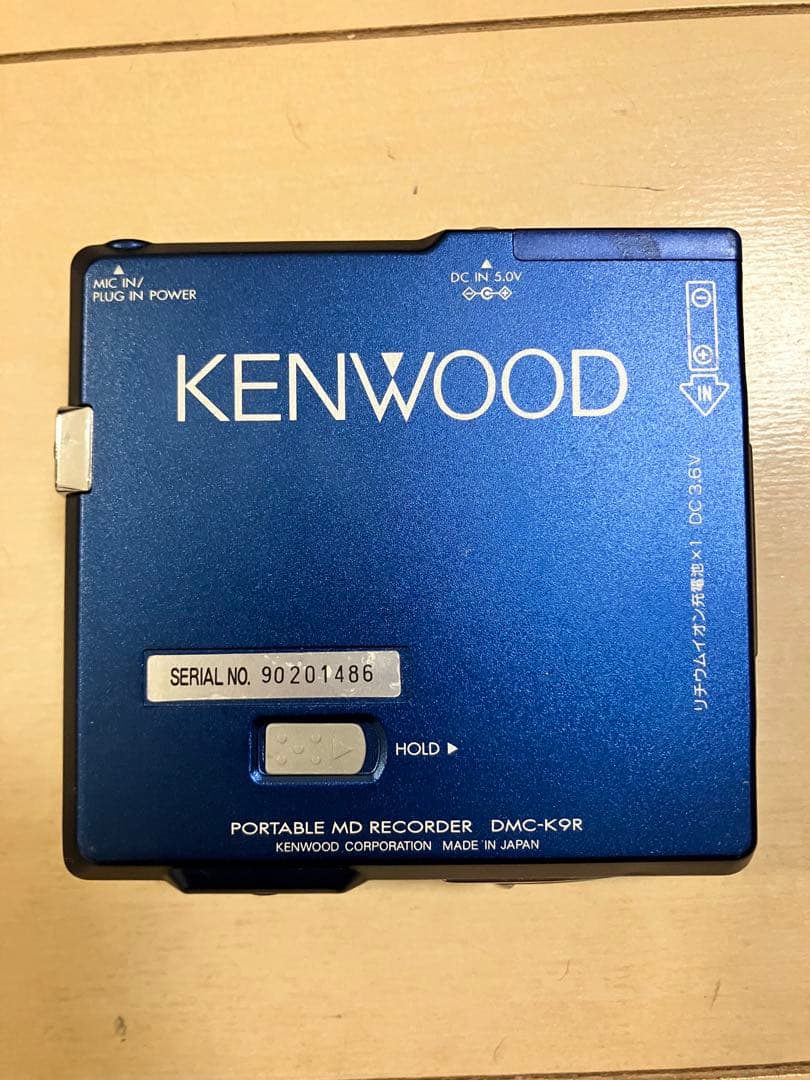 MIC IN/
PLUG IN POWER
DC IN 5.0V
KENWOOD
IN
リチウムイオン充電池×1 DC 3.6V
SERIAL NO. 90201486
HOLD
PORTABLE MD RECORDER DMC-K9R
KENWOOD CORPORATION MADE IN JAPAN